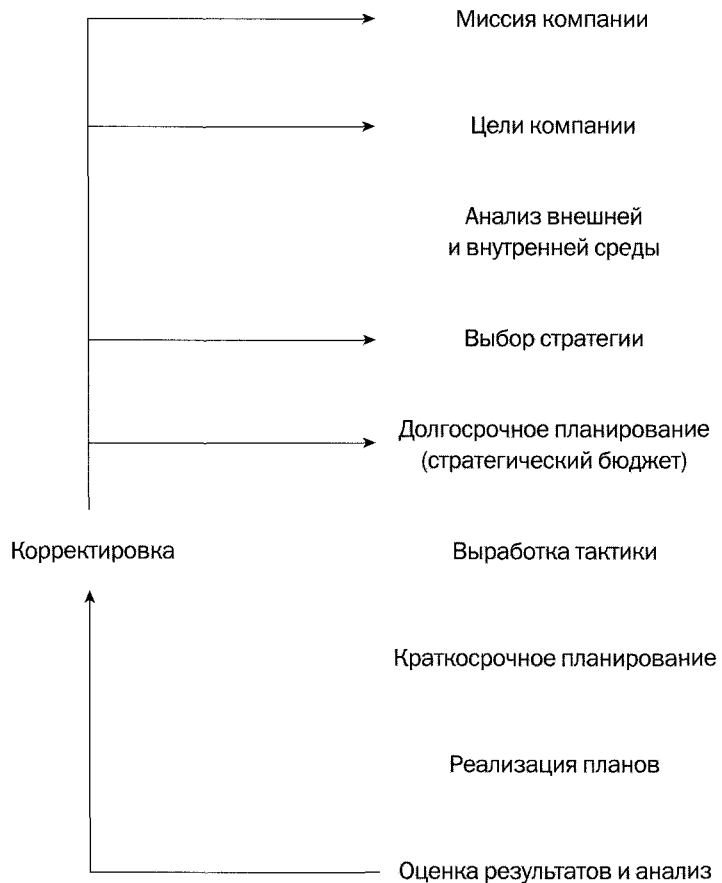 Миссия компании
Цели компании
Анализ внешней
и внутренней среды
Выбор стратегии
Долгосрочное планирование
(стратегический бюджет)
Корректировка
Выработка тактики
Краткосрочное планирование
Реализация планов
Оценка результатов и анализ